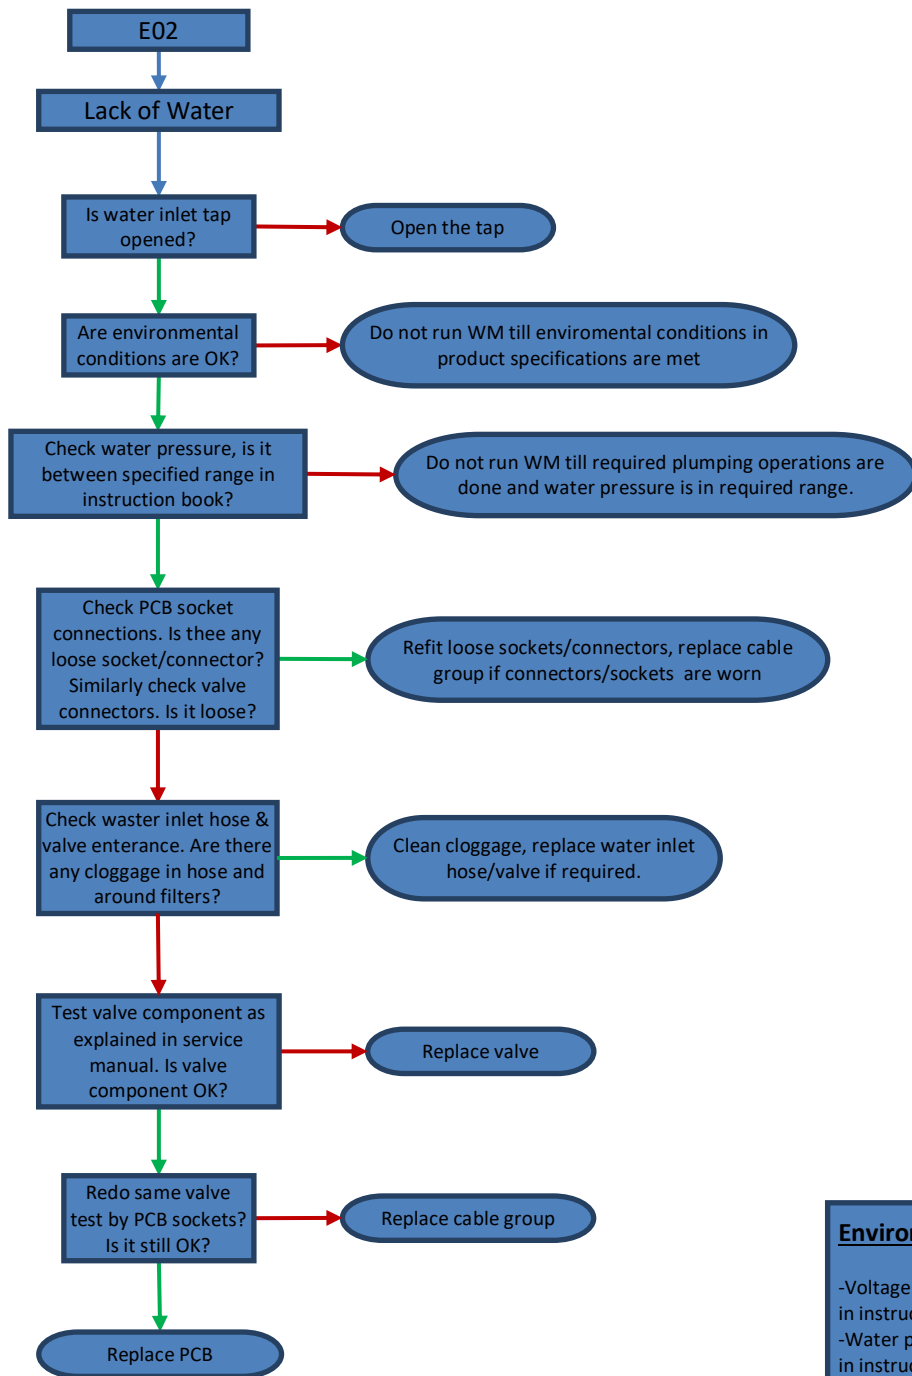 E02
Lack of Water
Is water inlet tap
opened?
Open the tap
Are environmental
conditions are OK?
Do not run WM till enviromental conditions in
product specifications are met
Check water pressure, is it
between specified range in
instruction book?
Do not run WM till required plumping operations are
done and water pressure is in required range.
Check PCB socket
connections. Is thee any
loose socket/connector?
Similarly check valve
connectors. Is it loose?
Refit loose sockets/connectors, replace cable
group if connectors/sockets are worn
Check waster inlet hose &
valve enterance. Are there
any cloggage in hose and
around filters?
Clean cloggage, replace water inlet
hose/valve if required.
Test valve component as
explained in service
manual. Is valve
component OK?
Replace valve
Redo same valve
test by PCB sockets?
Is it still OK?
Replace cable group
Replace PCB
-Voltage
in
-Water
in